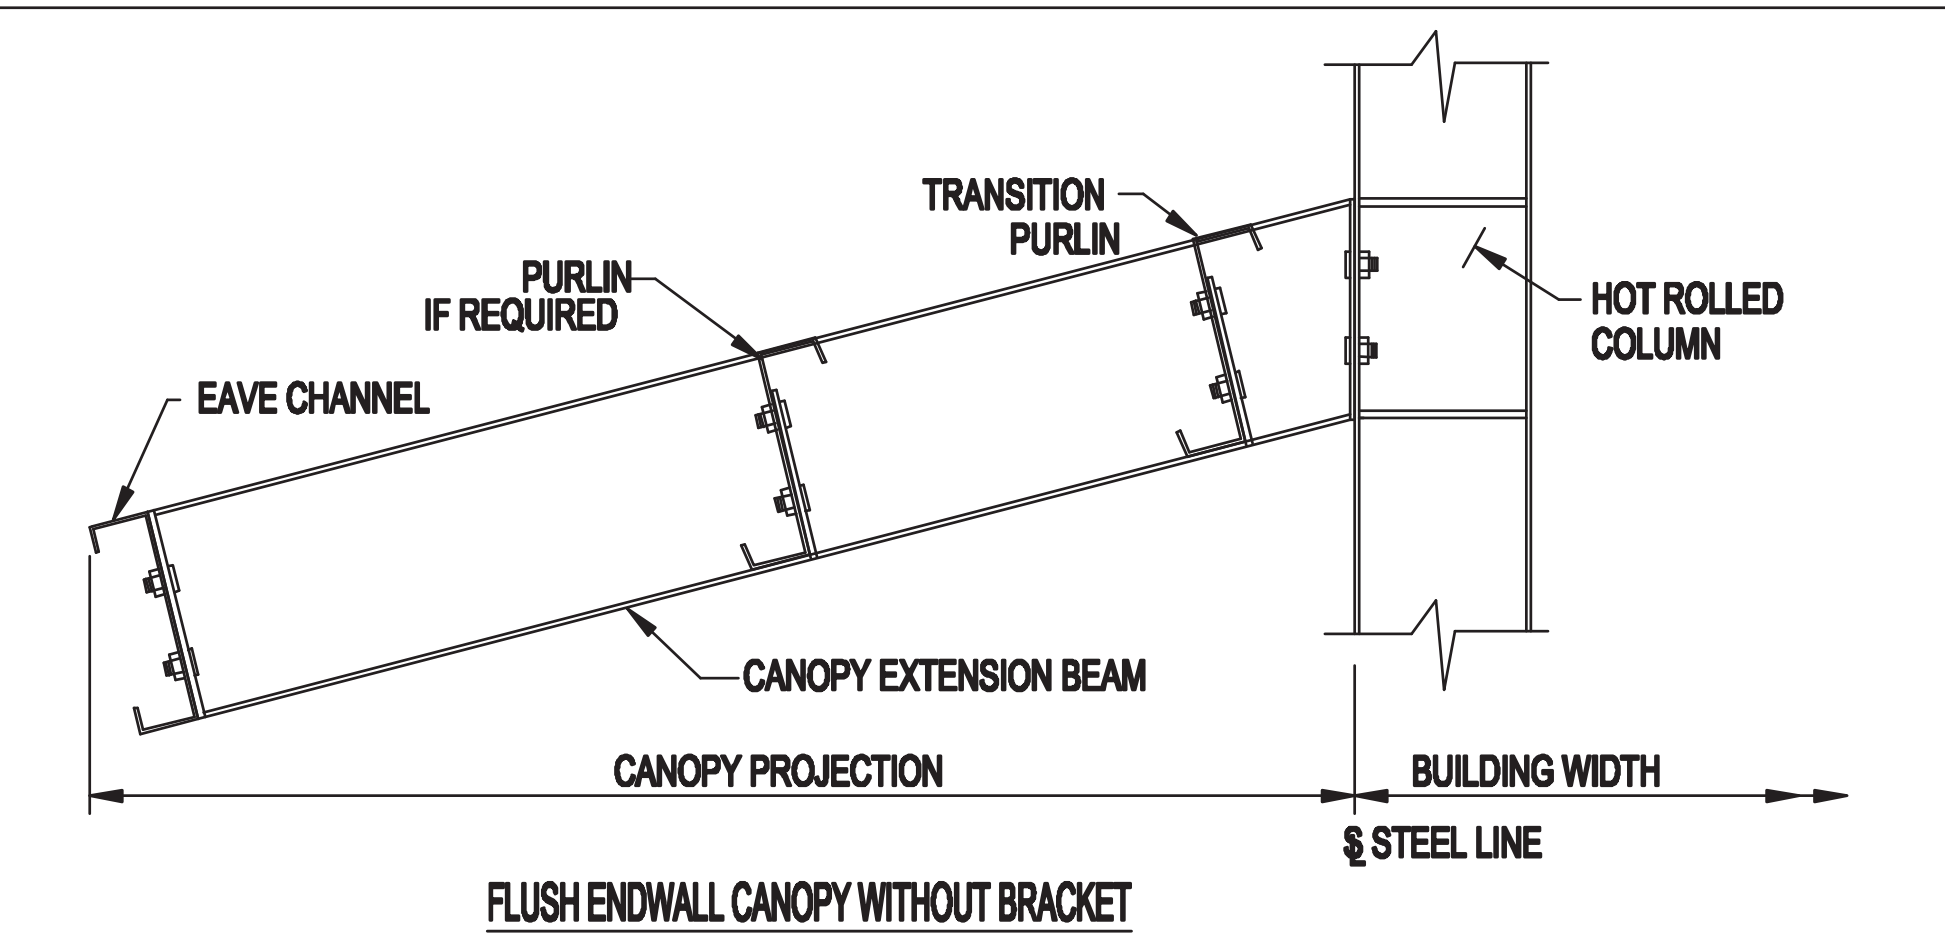 TRANSITION
PURLIN
PURLIN
IF REQUIRED
HOT ROLLED
COLUMN
EAVE CHANNEL
CANOPY EXTENSION BEAM
CANOPY PROJECTION
BUILDING WIDTH
STEEL LINE
FLUSH ENDWALL CANOPY WITHOUT BRACKET